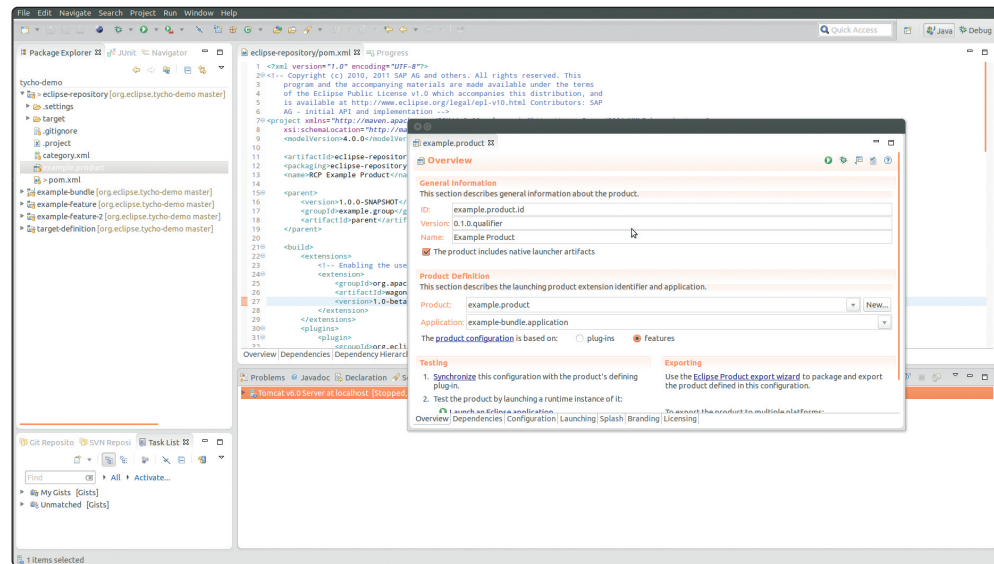 File Edit Navigate Search Project Run Window Help
Quick Access
Java
Debug
Package Explorer
JUnit
Navigator
tycho-demo
> eclipse-repository [org.eclipse.tycho-demo master]
> .settings
> target
.gitignore
.project
category.xml
example.product
> pom.xml
example-bundle [org.eclipse.tycho-demo master]
example-feature [org.eclipse.tycho-demo master]
example-feature-2 [org.eclipse.tycho-demo master]
target-definition [org.eclipse.tycho-demo master]
eclipse-repository/pom.xml
Progress
1 <?xml version="1.0" encoding="UTF-8"?>
2 <!-- Copyright (c) 2010, 2011 SAP AG and others. All rights reserved. This
3 program and the accompanying materials are made available under the terms
4 of the Eclipse Public License v1.0 which accompanies this distribution, and
5 is available at http://www.eclipse.org/legal/epl-v10.html Contributors: SAP
6 AG - initial API and implementation -->
7 <project xmlns="http://maven.apac
8 xsi:schemaLocation="http://ma
9 <modelVersion>4.0.0</modelVer
10
11 <artifactId>eclipse-repositor
12 <packaging>eclipse-repository
13 <name>RCP Example Product</na
14
15 <parent>
16 <version>1.0.0-SNAPSHOT</
17 <groupId>example.group</g
18 <artifactId>parent</artif
19 </parent>
20
21 <build>
22 <extensions>
23 <!-- Enabling the use
24 <extension>
25 <groupId>org.apac
26 <artifactId>wagon
27 <version>1.0-beta
28 </extension>
29 </extensions>
30 <plugins>
31 <plugin>
32 <groupId>org.ecli
Overview Dependencies Dependency Hierarch
example.product
Overview
General Information
This section describes general information about the product.
ID: example.product.id
Version: 0.1.0.qualifier
Name: Example Product
The product includes native launcher artifacts
Product Definition
This section describes the launching product extension identifier and application.
Product: example.product New...
Application: example-bundle.application
The product configuration is based on: plug-ins features
Testing
1. Synchronize this configuration with the product's defining
plug-in.
2. Test the product by launching a runtime instance of it:
Launch an Eclipse application
Exporting
Use the Eclipse Product export wizard to package and export
the product defined in this configuration.
To export the product to multiple platforms:
Overview Dependencies Configuration Launching Splash Branding Licensing
Problems
Javadoc
Declaration
Tomcat v6.0 Server at localhost [Stopped,
Git Reposito
SVN Reposi
Task List
Find
All
Activate...
My Gists [Gists]
Unmatched [Gists]
1 items selected